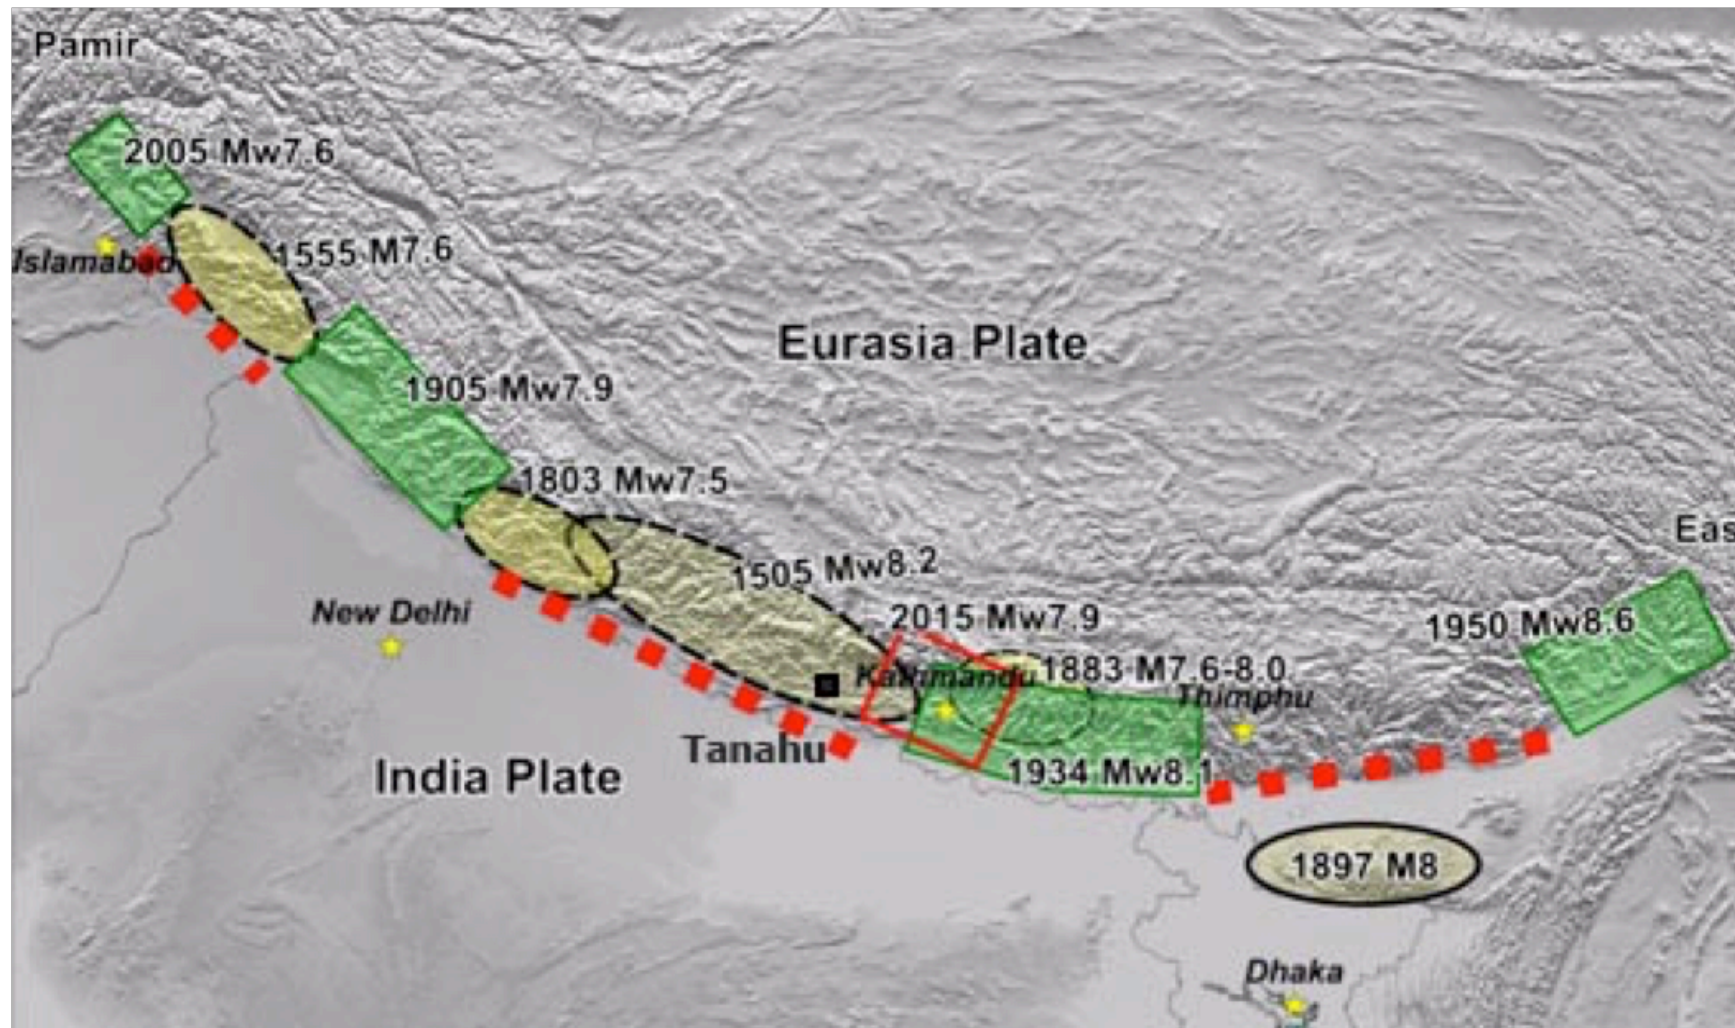 Pamir
2005 Mw7.6
Islamabad
1555 M7.6
Eurasia Plate
1905 Mw7.9
1803 Mw7.5
Eas
1505 Mw8.2
New Delhi
2015 Mw7.9
1950 Mw8.6
Kathmandu
1883 M7.6-8.0
Thimphu
Tanahu
India Plate
1934 Mw8.1
1897 M8
Dhaka